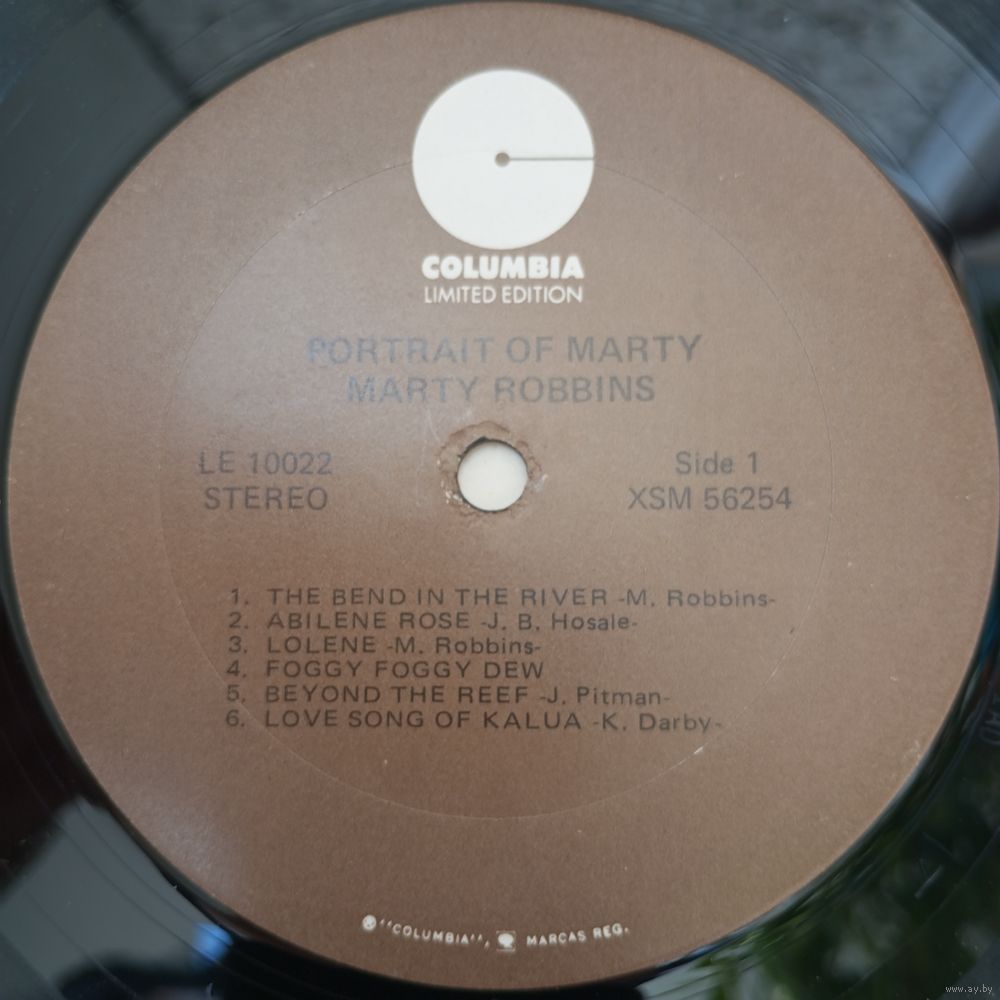 COLUMBIA
LIMITED EDITION
PORTRAIT OF MARTY
MARTY ROBBINS
LE 10022
STEREO
Side 1
XSM 56254
1. THE BEND IN THE RIVER -M. Robbins-
2. ABILENE ROSE -J. B. Hosale-
3. LOLENE -M. Robbins-
4. FOGGY FOGGY DEW
5. BEYOND THE REEF -J. Pitman-
6. LOVE SONG OF KALUA -K. Darby-
"COLUMBIA", MARCAS REG.
www.ay.by